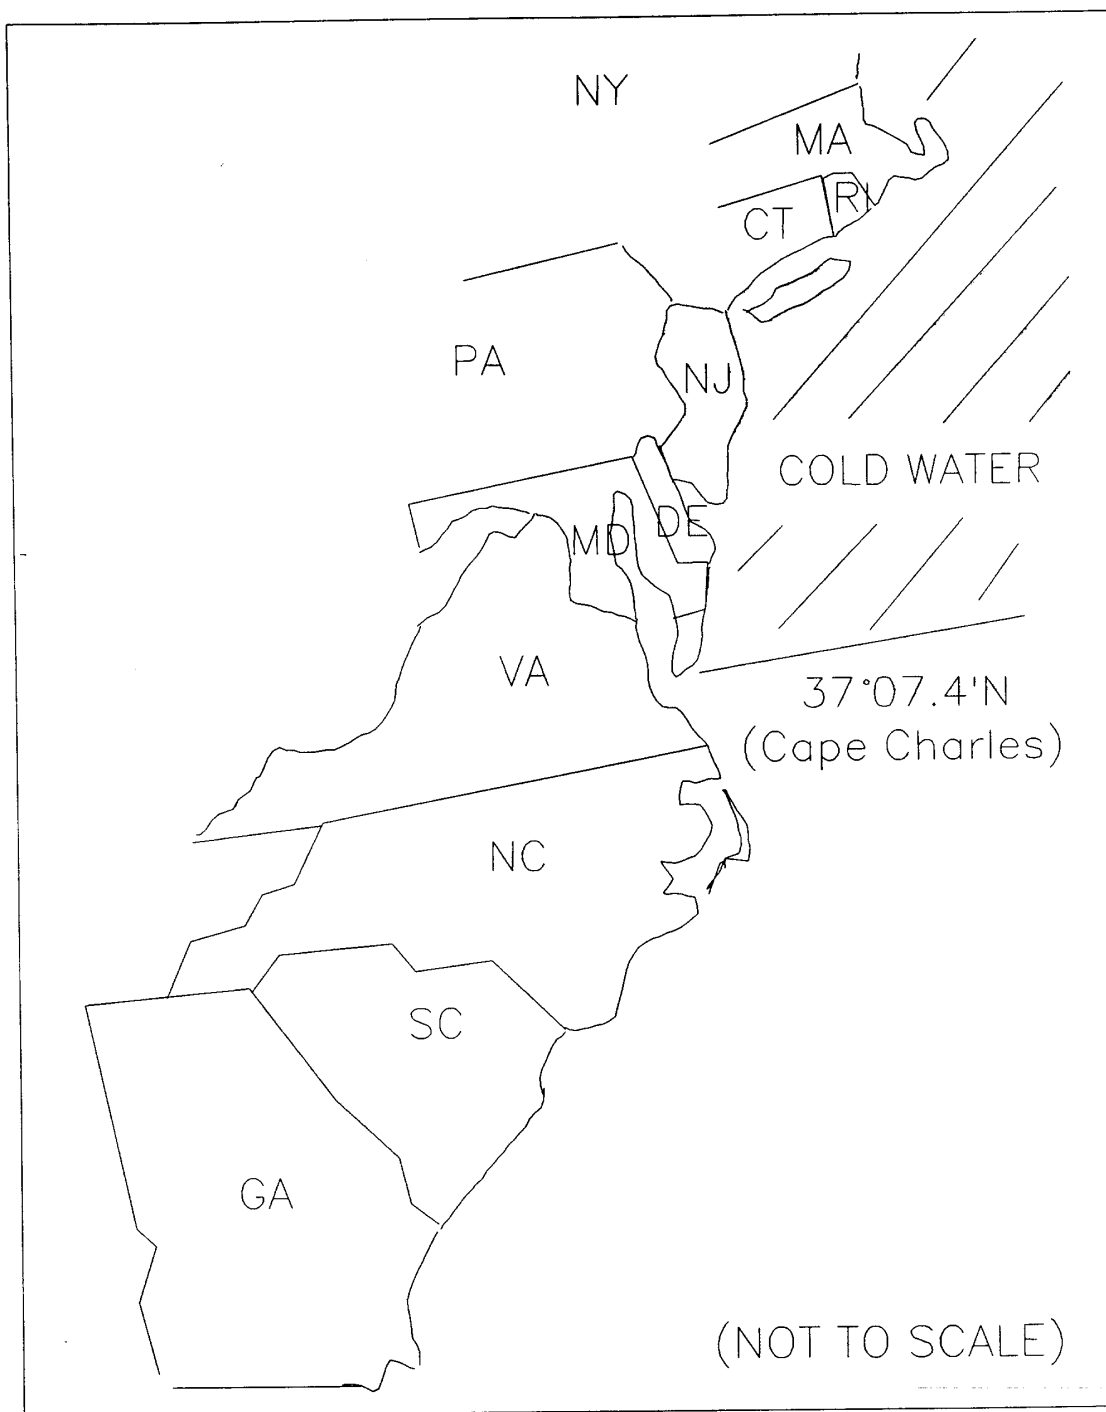 NY
MA
RI
CT
PA
NJ
COLD WATER
DE
MD
VA
37°07.4'N
(Cape Charles)
NC
SC
GA
(NOT TO SCALE)